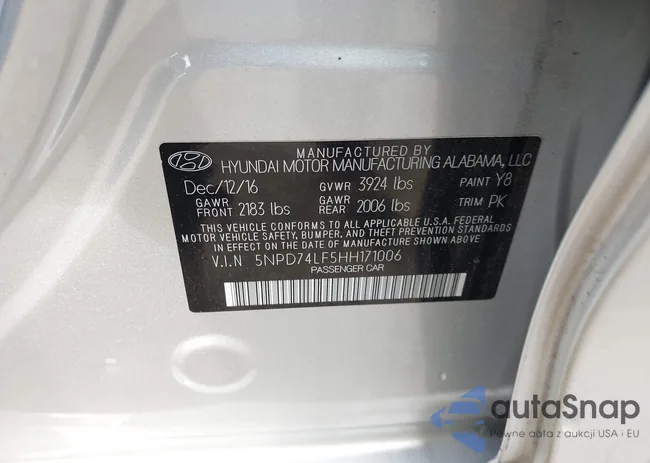 MANUFACTURED BY
HYUNDAI MOTOR MANUFACTURING ALABAMA, LLC
Dec/12/16 GVWR 3924 lbs PAINT Y8
GAWR FRONT 2183 lbs GAWR REAR 2006 lbs TRIM PK
THIS VEHICLE CONFORMS TO ALL APPLICABLE U.S.A. FEDERAL
MOTOR VEHICLE SAFETY, BUMPER, AND THEFT PREVENTION STANDARDS
IN EFFECT ON THE DATE OF MANUFACTURE SHOWN ABOVE.
V.I.N 5NPD74LF5HH171006
PASSENGER CAR
autoSnap
Pewne auta z aukcji USA i EU